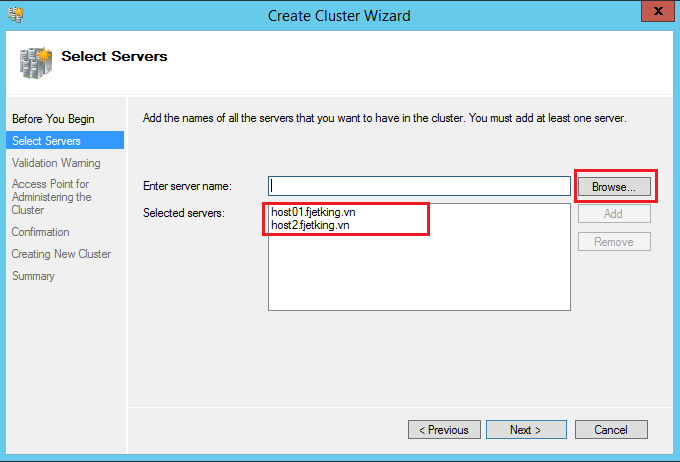 Create Cluster Wizard
X
Select Servers
Before You Begin
Select Servers
Validation Warning
Access Point for
Administering the
Cluster
Confirmation
Creating New Cluster
Summary
Add the names of all the servers that you want to have in the cluster. You must add at least one server.
Enter server name:
Browse...
Selected servers:
host01.fjetking.vn
host2.fjetking.vn
Add
Remove
< Previous
Next >
Cancel